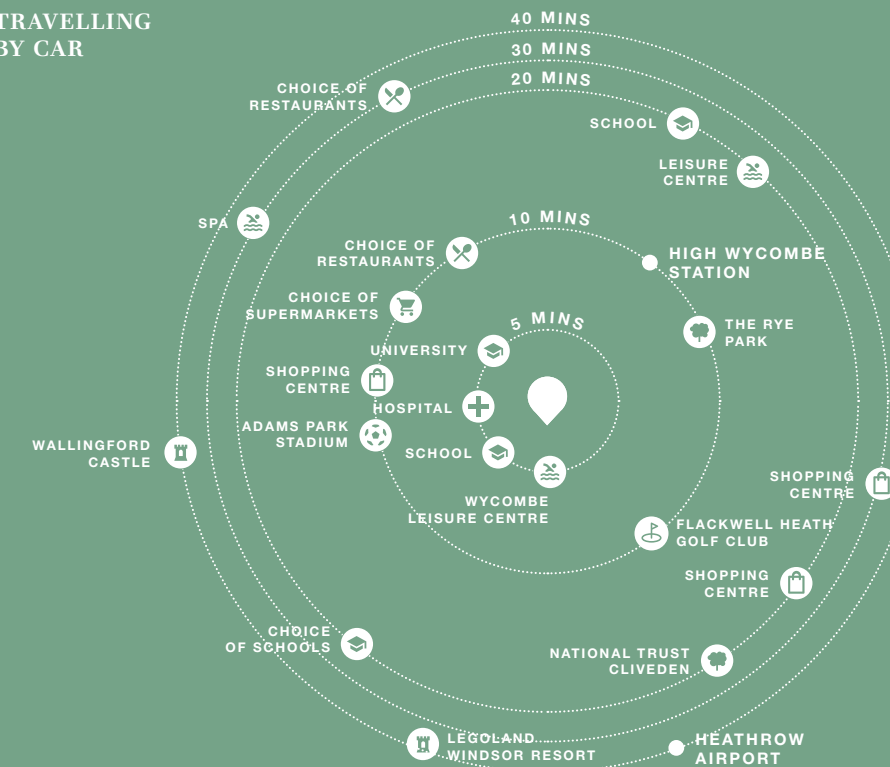 TRAVELLING
BY CAR
40 MINS
30 MINS
20 MINS
CHOICE OF
RESTAURANTS
SCHOOL
LEISURE
CENTRE
SPA
10 MINS
CHOICE OF
RESTAURANTS
HIGH WYCOMBE
STATION
CHOICE OF
SUPERMARKETS
5 MINS
THE RYE
PARK
UNIVERSITY
SHOPPING
CENTRE
HOSPITAL
ADAMS PARK
STADIUM
WALLINGFORD
CASTLE
SCHOOL
WYCOMBE
LEISURE CENTRE
SHOPPING
CENTRE
FLACKWELL HEATH
GOLF CLUB
SHOPPING
CENTRE
CHOICE
OF SCHOOLS
NATIONAL TRUST
CLIVEDEN
LEGOLAND
WINDSOR RESORT
HEATHROW
AIRPORT